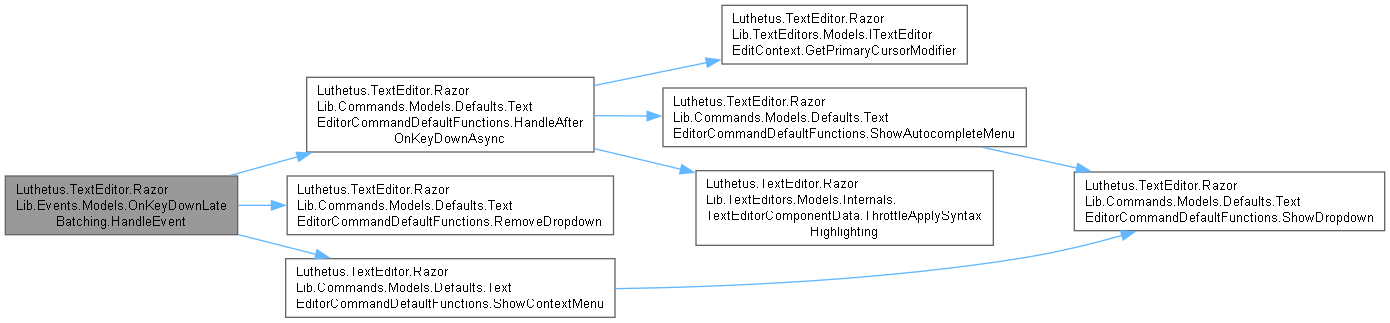 Luthetus.TextEditor.Razor
Lib.Events.Models.OnKeyDownLate
Batching.HandleEvent
Luthetus.TextEditor.Razor
Lib.Commands.Models.Defaults.Text
EditorCommandDefaultFunctions.HandleAfter
OnKeyDownAsync
Luthetus.TextEditor.Razor
Lib.TextEditors.Models.ITextEditor
EditContext.GetPrimaryCursorModifier
Luthetus.TextEditor.Razor
Lib.Commands.Models.Defaults.Text
EditorCommandDefaultFunctions.ShowAutocompleteMenu
Luthetus.TextEditor.Razor
Lib.TextEditors.Models.Internals.
TextEditorComponentData.ThrottleApplySyntax
Highlighting
Luthetus.TextEditor.Razor
Lib.Commands.Models.Defaults.Text
EditorCommandDefaultFunctions.ShowDropdown
Luthetus.TextEditor.Razor
Lib.Commands.Models.Defaults.Text
EditorCommandDefaultFunctions.RemoveDropdown
Luthetus.TextEditor.Razor
Lib.Commands.Models.Defaults.Text
EditorCommandDefaultFunctions.ShowContextMenu